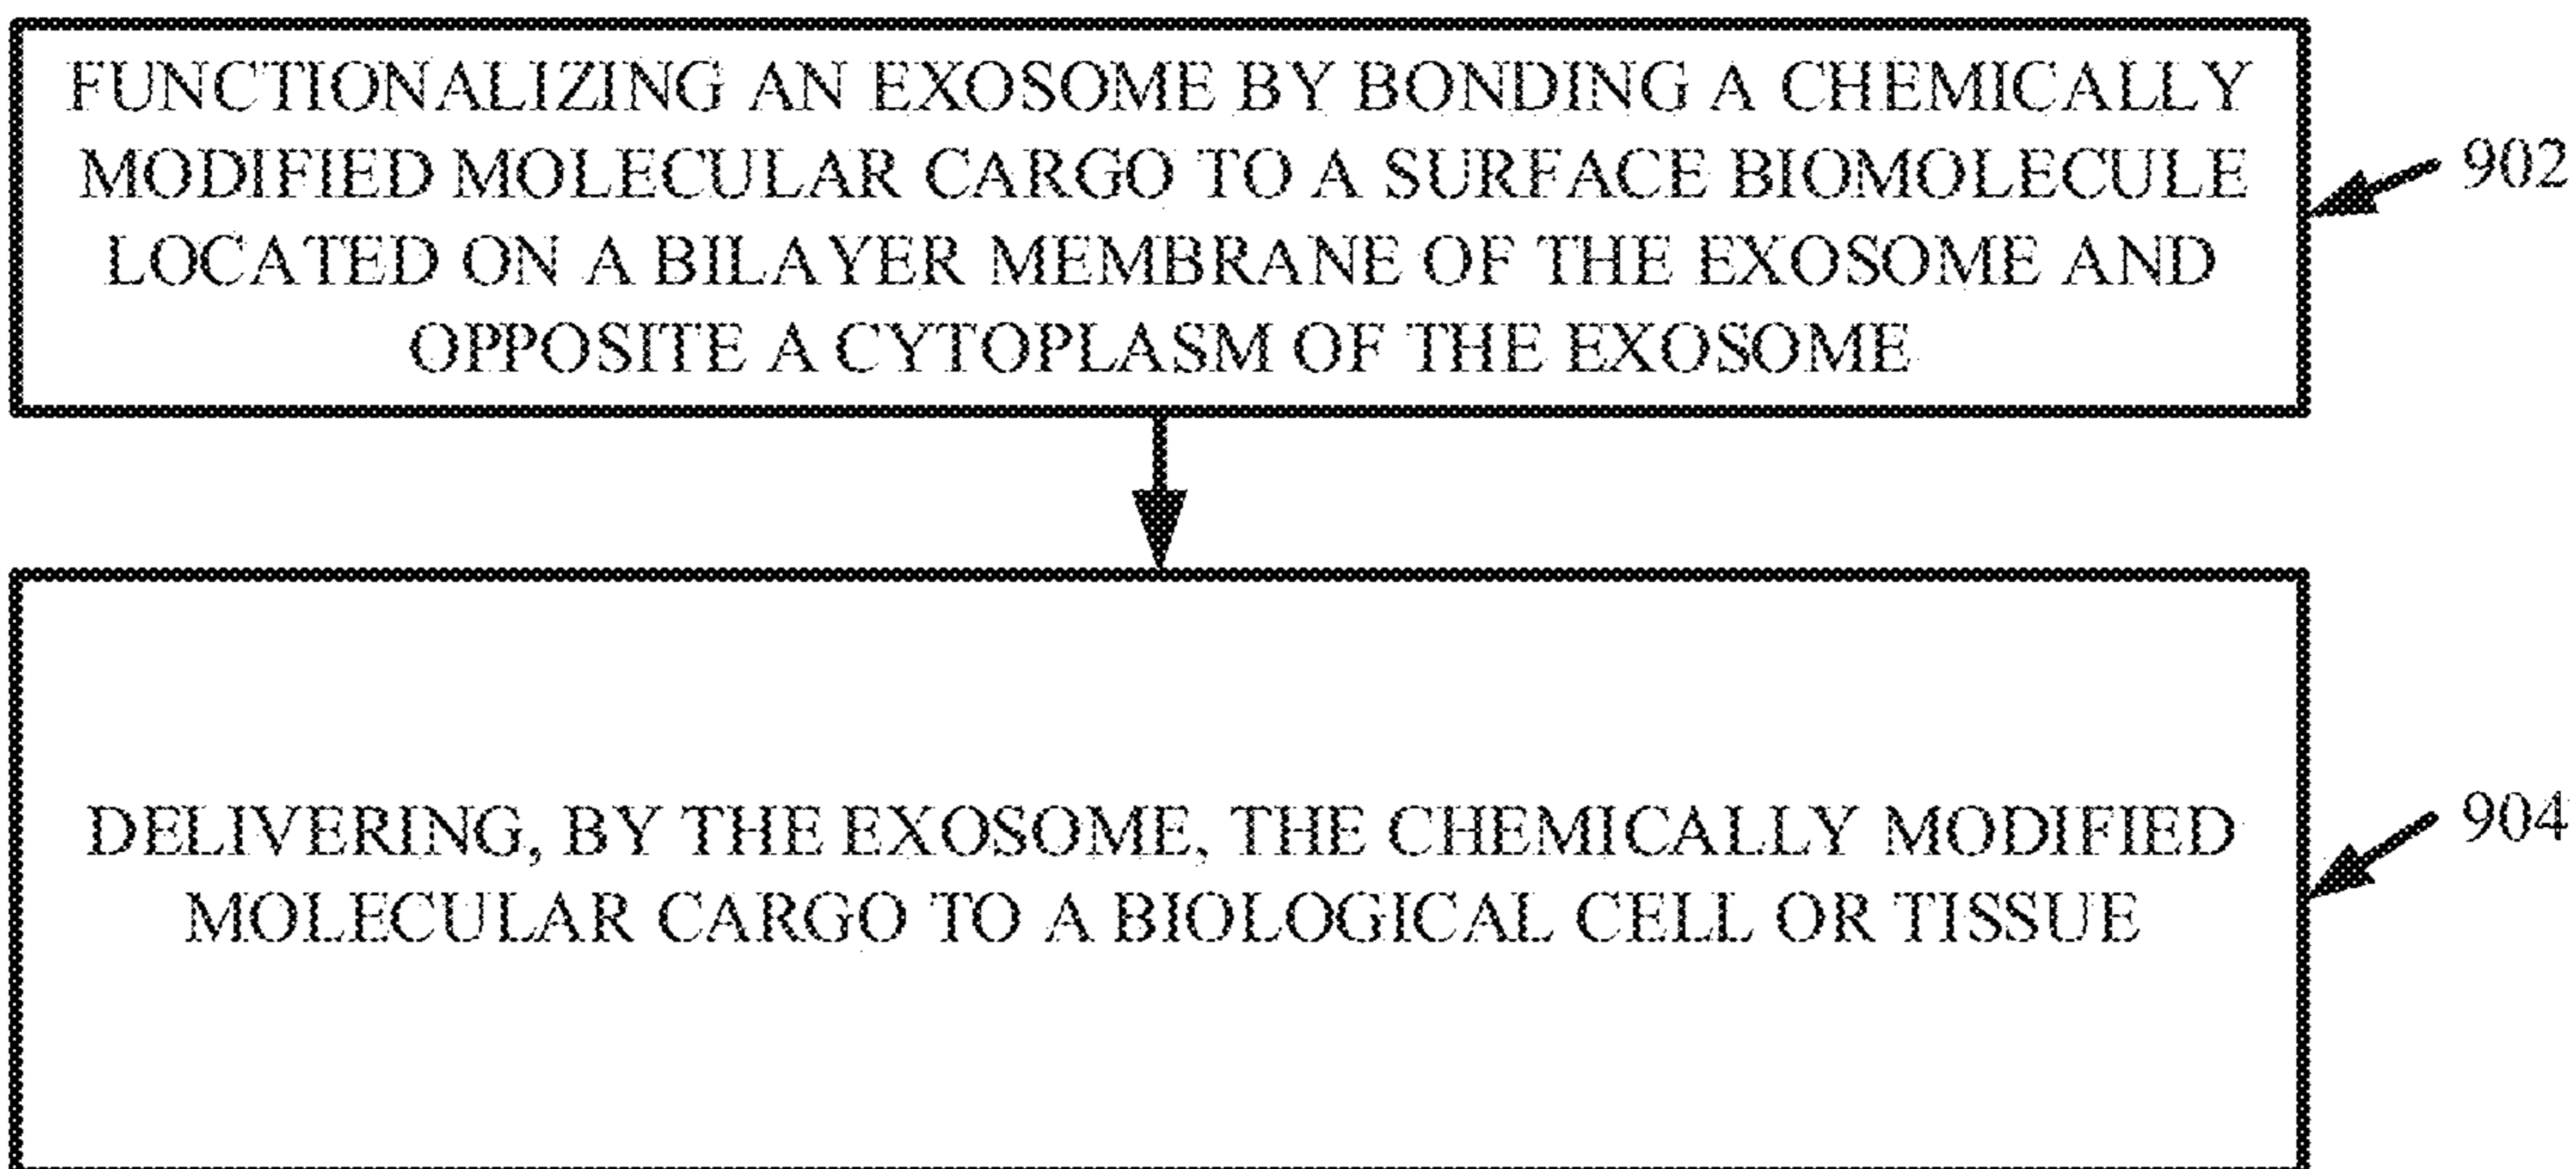 FUNCTIONALIZING AN EXOSOME BY BONDING A CHEMICALLY
MODIFIED MOLECULAR CARGO TO A SURFACE BIOMOLECULE
LOCATED ON A BILAYER MEMBRANE OF THE EXOSOME AND
OPPOSITE A CYTOPLASM OF THE EXOSOME
902
DELIVERING, BY THE EXOSOME, THE CHEMICALLY MODIFIED
MOLECULAR CARGO TO A BIOLOGICAL CELL OR TISSUE
904